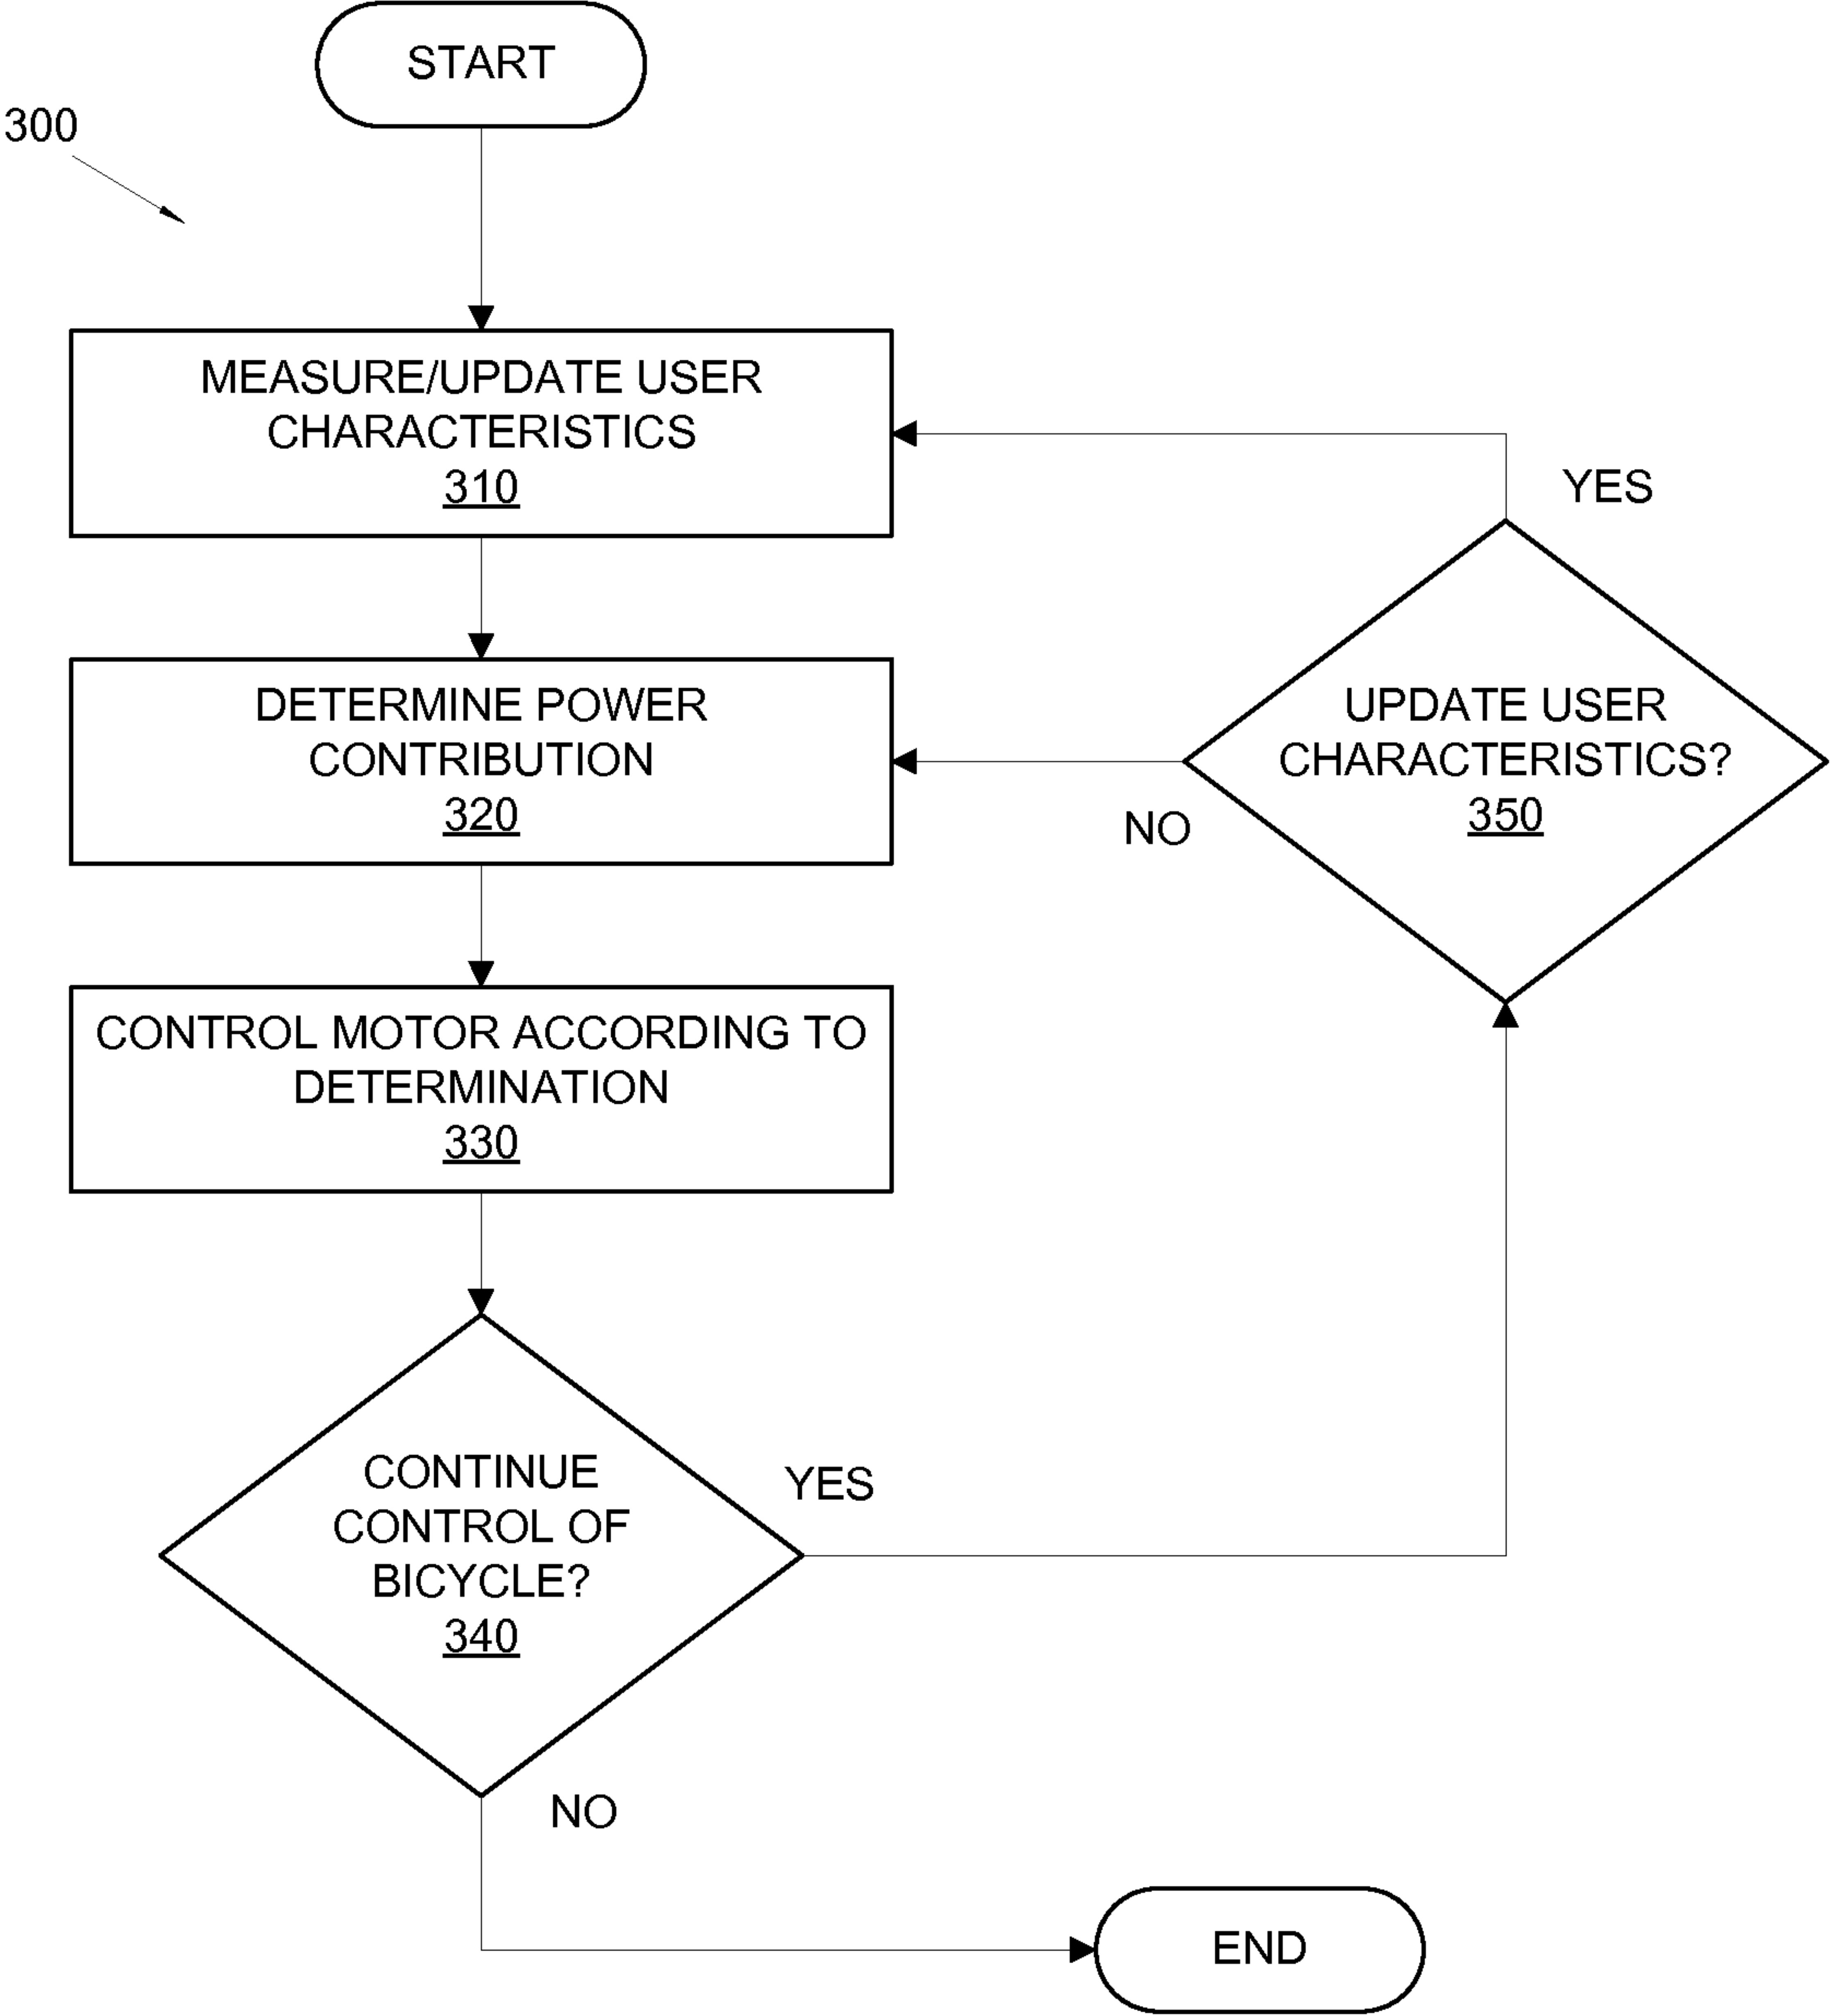 START
300
MEASURE/UPDATE USER
CHARACTERISTICS
310
YES
DETERMINE POWER
CONTRIBUTION
320
UPDATE USER
CHARACTERISTICS?
350
NO
CONTROL MOTOR ACCORDING TO
DETERMINATION
330
CONTINUE
CONTROL OF
BICYCLE?
340
YES
NO
END